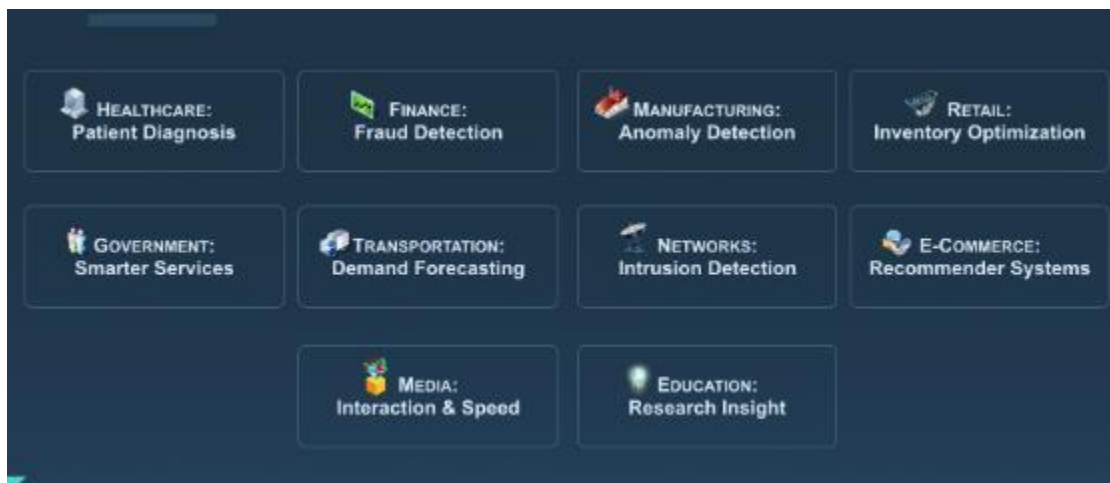 HEALTHCARE:
Patient Diagnosis
FINANCE:
Fraud Detection
MANUFACTURING:
Anomaly Detection
RETAIL:
Inventory Optimization
GOVERNMENT:
Smarter Services
TRANSPORTATION:
Demand Forecasting
NETWORKS:
Intrusion Detection
E-COMMERCE:
Recommender Systems
MEDIA:
Interaction & Speed
EDUCATION:
Research Insight